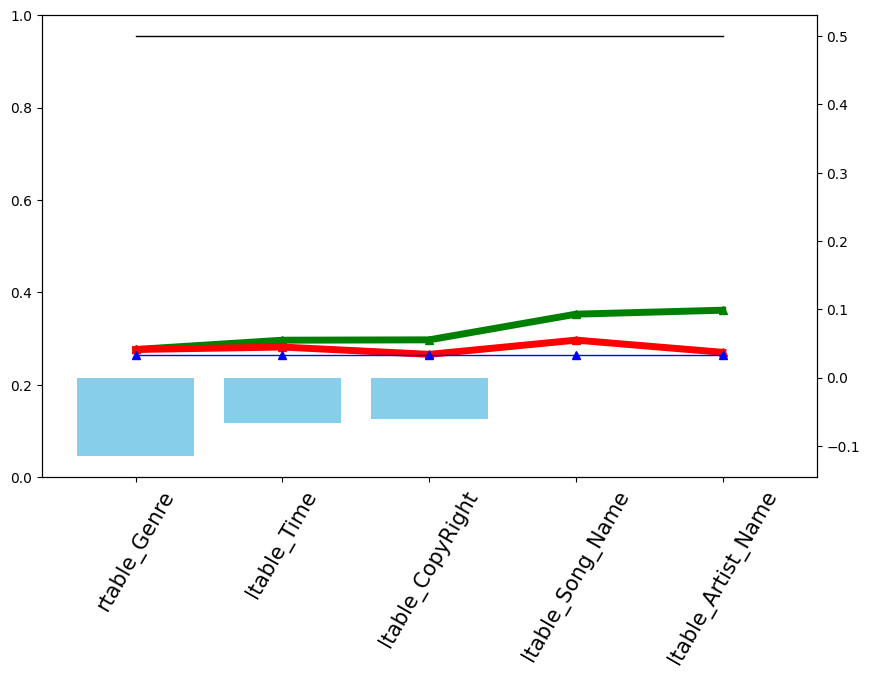 1.0
0.8
0.6
0.4
0.2
0.0
0.5
0.4
0.3
0.2
0.1
0.0
−0.1
rtable_Genre
ltable_Time
ltable_CopyRight
ltable_Song_Name
ltable_Artist_Name